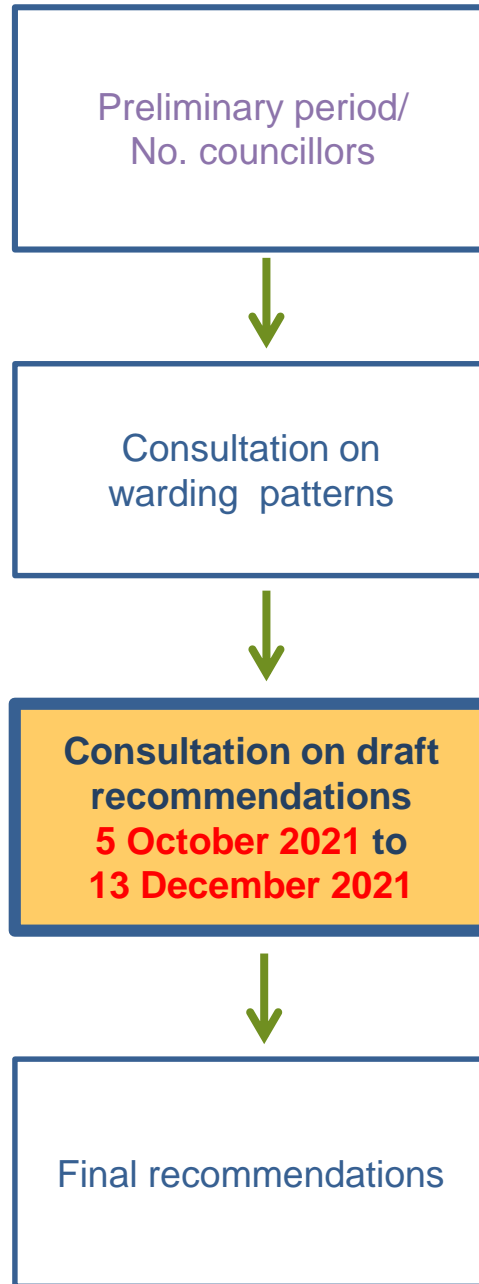 Preliminary period/
No. councillors
Consultation on
warding patterns
Consultation on draft
recommendations
5 October 2021 to
13 December 2021
Final recommendations